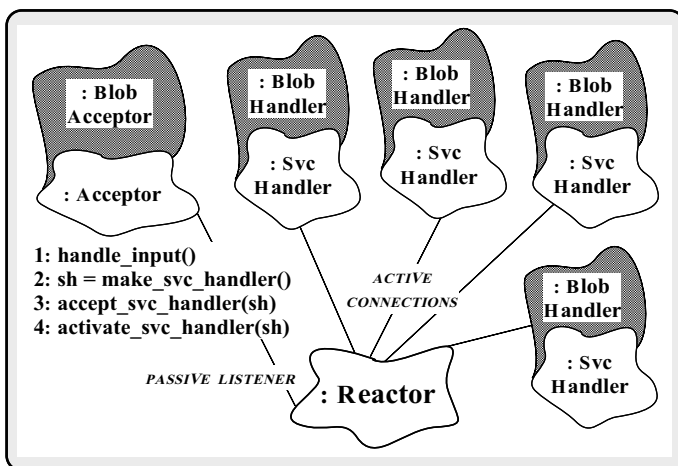 : Blob
Acceptor
: Acceptor
: Blob
Handler
: Svc
Handler
: Blob
Handler
: Svc
Handler
: Blob
Handler
: Svc
Handler
1: handle_input()
2: sh = make_svc_handler()
3: accept_svc_handler(sh)
4: activate_svc_handler(sh)
ACTIVE
CONNECTIONS
: Blob
Handler
: Svc
Handler
PASSIVE LISTENER
: Reactor